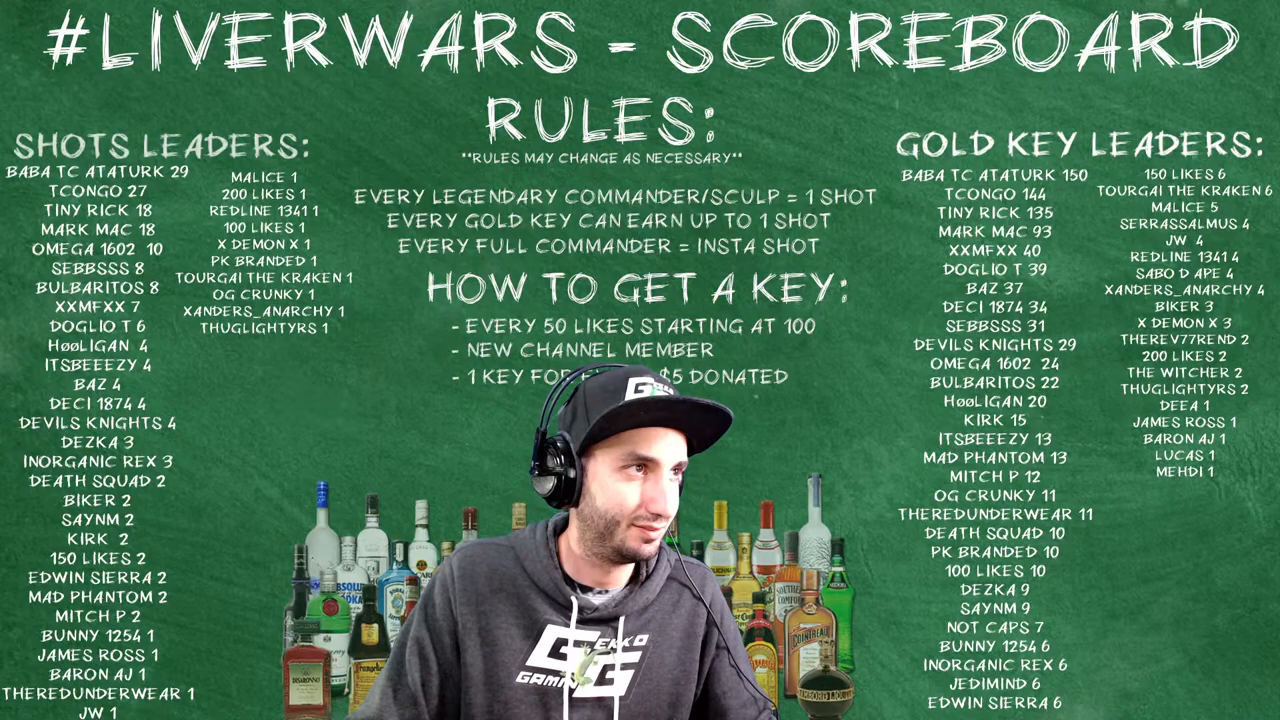 #LIVERWARS - SCOREBOARD
RULES:
**RULES MAY CHANGE AS NECESSARY**
EVERY LEGENDARY COMMANDER/SCULP = 1 SHOT
EVERY GOLD KEY CAN EARN UP TO 1 SHOT
EVERY FULL COMMANDER = INSTA SHOT
HOW TO GET A KEY:
- EVERY 50 LIKES STARTING AT 100
- NEW CHANNEL MEMBER
- 1 KEY FOR $5 DONATED
SHOTS LEADERS:
BABA TC ATATURK 29
TCONGO 27
TINY RICK 18
MARK MAC 18
OMEGA 1602 10
SEBBSSS 8
BULBARITOS 8
XXMFXX 7
DOGLIO T 6
HØØLIGAN 4
ITSBEEEZY 4
BAZ 4
DECI 1874 4
DEVILS KNIGHTS 4
DEZKA 3
INORGANIC REX 3
DEATH SQUAD 2
BIKER 2
SAYNM 2
KIRK 2
150 LIKES 2
EDWIN SIERRA 2
MAD PHANTOM 2
MITCH P 2
BUNNY 1254 1
JAMES ROSS 1
BARON AJ 1
THEREDUNDERWEAR 1
JW 1
MALICE 1
200 LIKES 1
REDLINE 1341 1
100 LIKES 1
X DEMON X 1
PK BRANDED 1
TOURGAI THE KRAKEN 1
OG CRUNKY 1
XANDERS_ANARCHY 1
THUGLIGHTYRS 1
GOLD KEY LEADERS:
BABA TC ATATURK 150
TCONGO 144
TINY RICK 135
MARK MAC 93
XXMFXX 40
DOGLIO T 39
BAZ 37
DECI 1874 34
SEBBSSS 31
DEVILS KNIGHTS 29
OMEGA 1602 24
BULBARITOS 22
HØØLIGAN 20
KIRK 15
ITSBEEEZY 13
MAD PHANTOM 13
MITCH P 12
OG CRUNKY 11
THEREDUNDERWEAR 11
DEATH SQUAD 10
PK BRANDED 10
100 LIKES 10
DEZKA 9
SAYNM 9
NOT CAPS 7
BUNNY 1254 6
INORGANIC REX 6
JEDIMIND 6
EDWIN SIERRA 6
150 LIKES 6
TOURGAI THE KRAKEN 6
MALICE 5
SERRASALMUS 4
JW 4
REDLINE 1341 4
SABO D APE 4
XANDERS_ANARCHY 4
BIKER 3
X DEMON X 3
THEREV77REND 2
200 LIKES 2
THE WITCHER 2
THUGLIGHTYRS 2
DEEA 1
JAMES ROSS 1
BARON AJ 1
LUCAS 1
MEHDI 1
GEKKO
GAMING
DISARONNO
COINTREAU